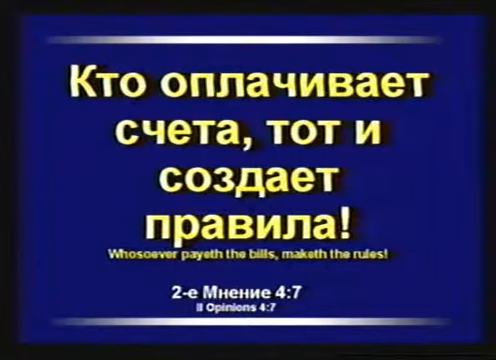 Кто оплачивает
счета, тот и
создает
правила!
Whosoever payeth the bills, maketh the rules!
2-е Мнение 4:7
II Opinions 4:7